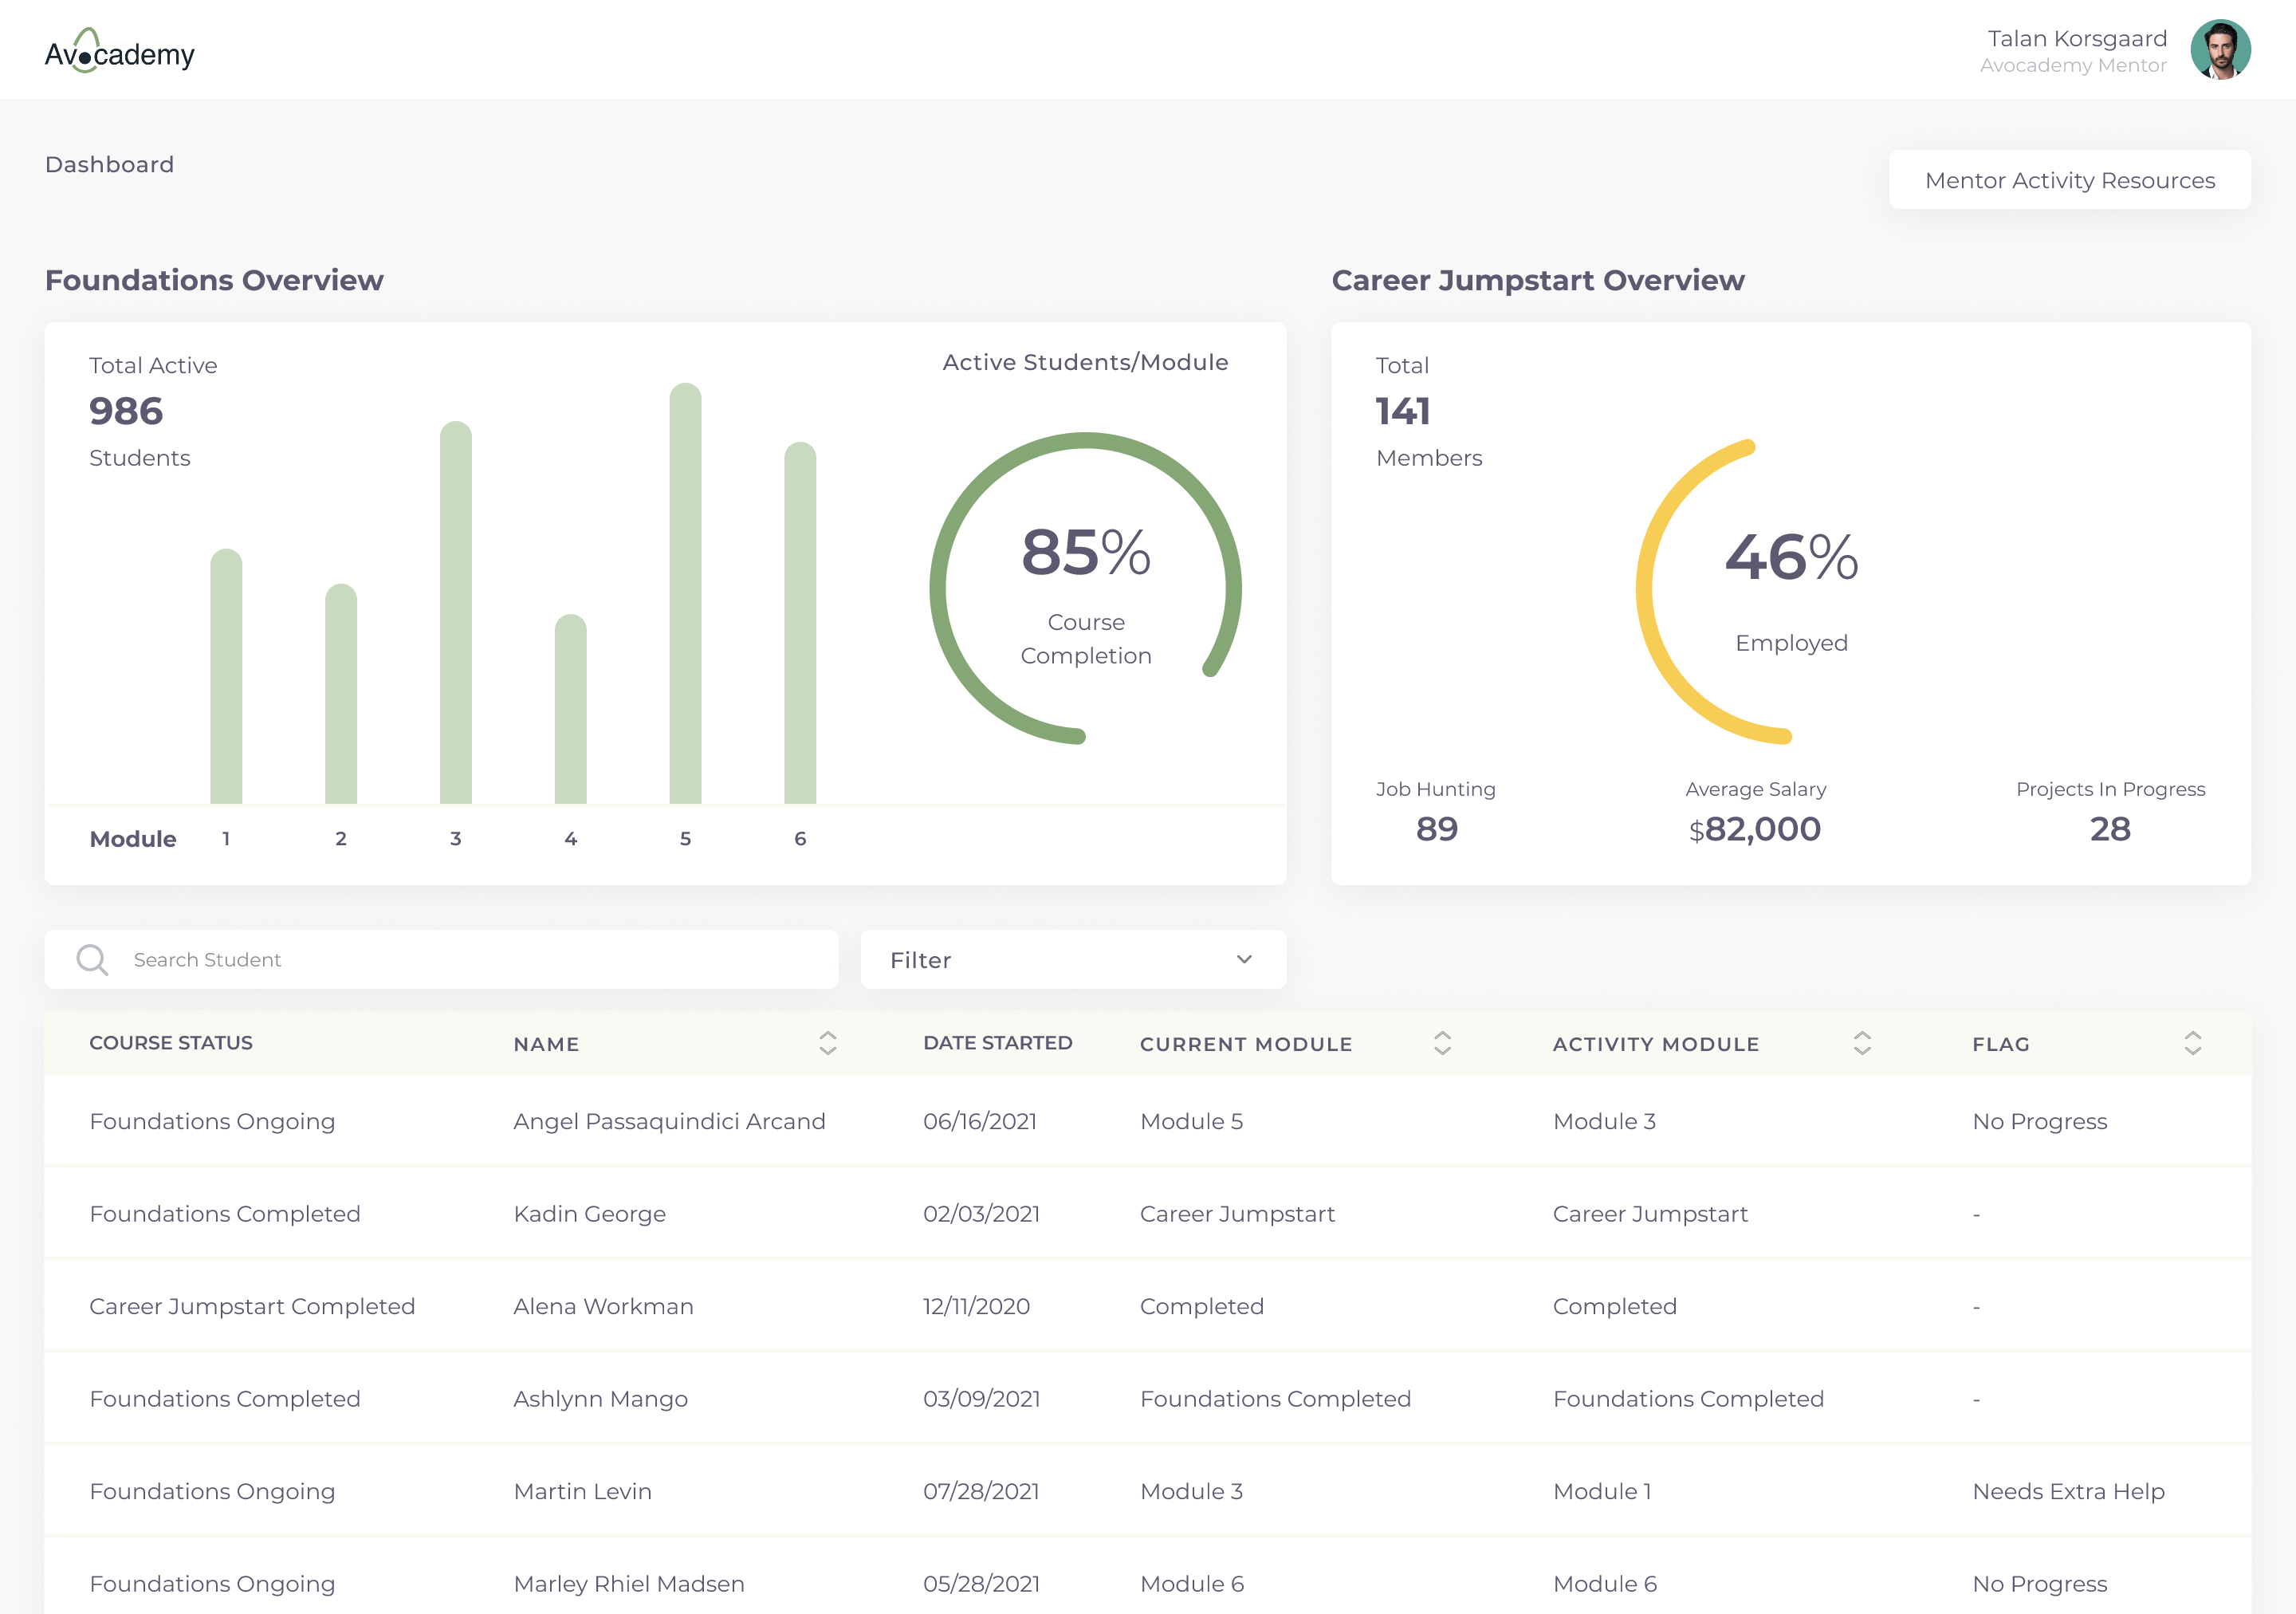 Avocademy
Talan Korsgaard
Avocademy Mentor
Dashboard
Mentor Activity Resources
Foundations Overview
Total Active
986
Students
Active Students/Module
85%
Course
Completion
Module 1 2 3 4 5 6
Career Jumpstart Overview
Total
141
Members
46%
Employed
Job Hunting
89
Average Salary
$82,000
Projects In Progress
28
Search Student
Filter
COURSE STATUS NAME DATE STARTED CURRENT MODULE ACTIVITY MODULE FLAG
Foundations Ongoing Angel Passaquindici Arcand 06/16/2021 Module 5 Module 3 No Progress
Foundations Completed Kadin George 02/03/2021 Career Jumpstart Career Jumpstart -
Career Jumpstart Completed Alena Workman 12/11/2020 Completed Completed -
Foundations Completed Ashlynn Mango 03/09/2021 Foundations Completed Foundations Completed -
Foundations Ongoing Martin Levin 07/28/2021 Module 3 Module 1 Needs Extra Help
Foundations Ongoing Marley Rhiel Madsen 05/28/2021 Module 6 Module 6 No Progress